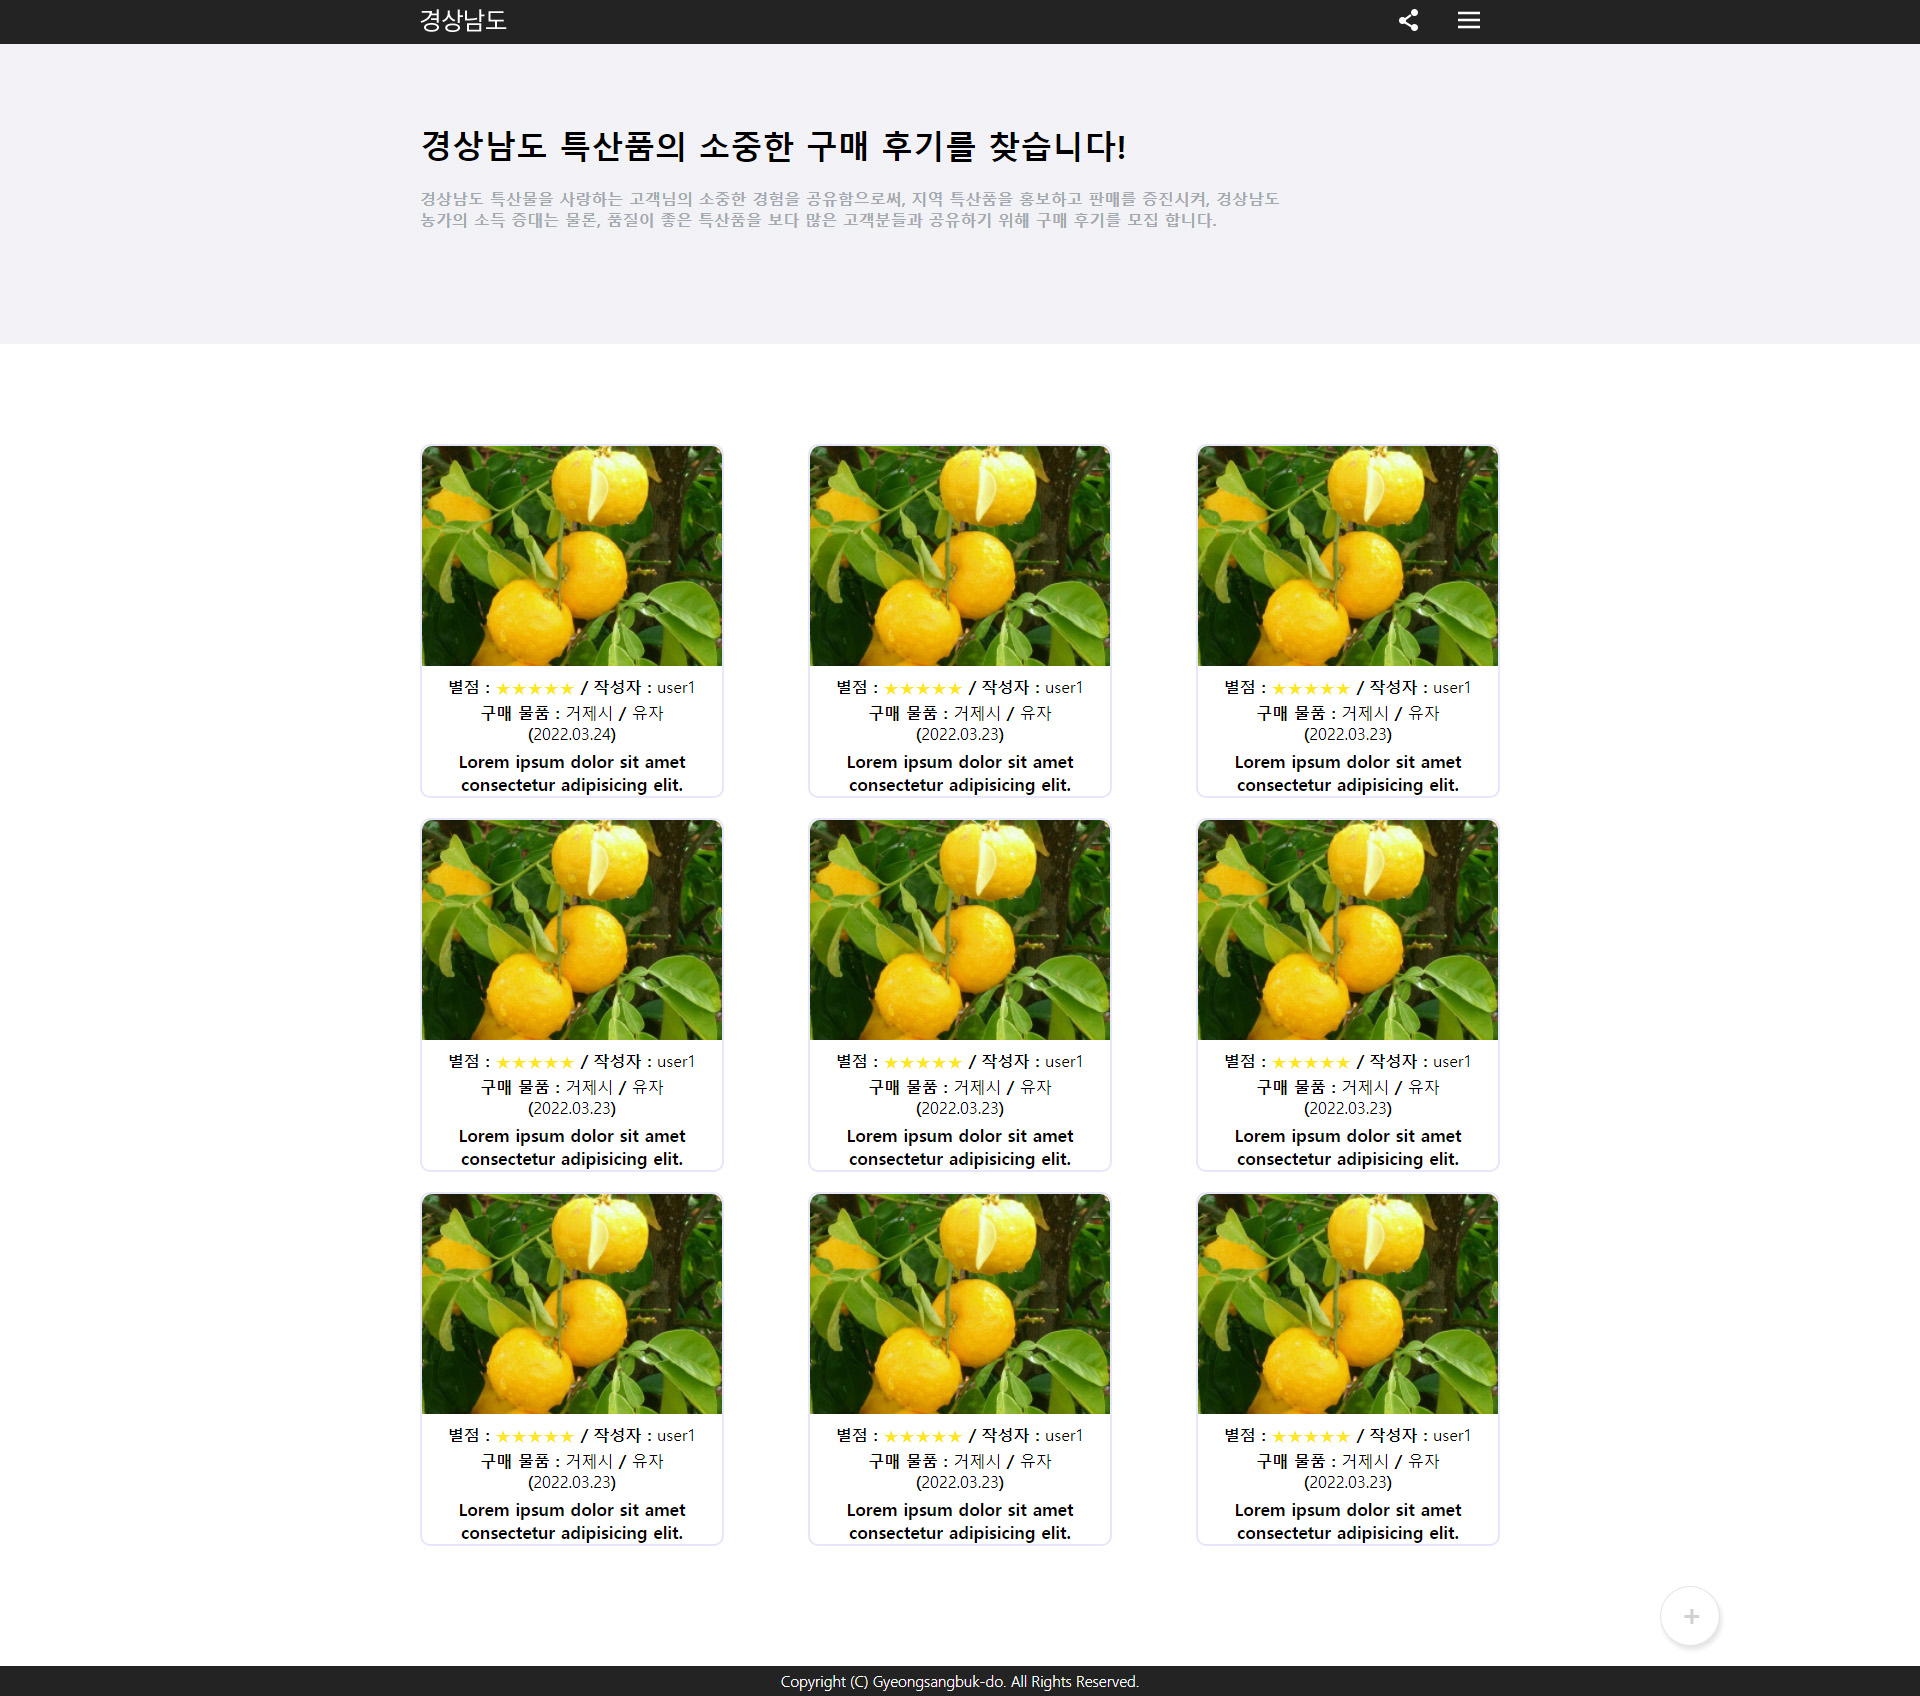 경상남도
경상남도 특산품의 소중한 구매 후기를 찾습니다!
경상남도 특산물을 사랑하는 고객님의 소중한 경험을 공유함으로써, 지역 특산품을 홍보하고 판매를 증진시켜, 경상남도
농가의 소득 증대는 물론, 품질이 좋은 특산품을 보다 많은 고객분들과 공유하기 위해 구매 후기를 모집 합니다.
별점 : ★★★★★ / 작성자 : user1
구매 물품 : 거제시 / 유자
(2022.03.24)
Lorem ipsum dolor sit amet
consectetur adipisicing elit.
별점 : ★★★★★ / 작성자 : user1
구매 물품 : 거제시 / 유자
(2022.03.23)
Lorem ipsum dolor sit amet
consectetur adipisicing elit.
별점 : ★★★★★ / 작성자 : user1
구매 물품 : 거제시 / 유자
(2022.03.23)
Lorem ipsum dolor sit amet
consectetur adipisicing elit.
별점 : ★★★★★ / 작성자 : user1
구매 물품 : 거제시 / 유자
(2022.03.23)
Lorem ipsum dolor sit amet
consectetur adipisicing elit.
별점 : ★★★★★ / 작성자 : user1
구매 물품 : 거제시 / 유자
(2022.03.23)
Lorem ipsum dolor sit amet
consectetur adipisicing elit.
별점 : ★★★★★ / 작성자 : user1
구매 물품 : 거제시 / 유자
(2022.03.23)
Lorem ipsum dolor sit amet
consectetur adipisicing elit.
별점 : ★★★★★ / 작성자 : user1
구매 물품 : 거제시 / 유자
(2022.03.23)
Lorem ipsum dolor sit amet
consectetur adipisicing elit.
별점 : ★★★★★ / 작성자 : user1
구매 물품 : 거제시 / 유자
(2022.03.23)
Lorem ipsum dolor sit amet
consectetur adipisicing elit.
별점 : ★★★★★ / 작성자 : user1
구매 물품 : 거제시 / 유자
(2022.03.23)
Lorem ipsum dolor sit amet
consectetur adipisicing elit.
+
Copyright (C) Gyeongsangbuk-do. All Rights Reserved.